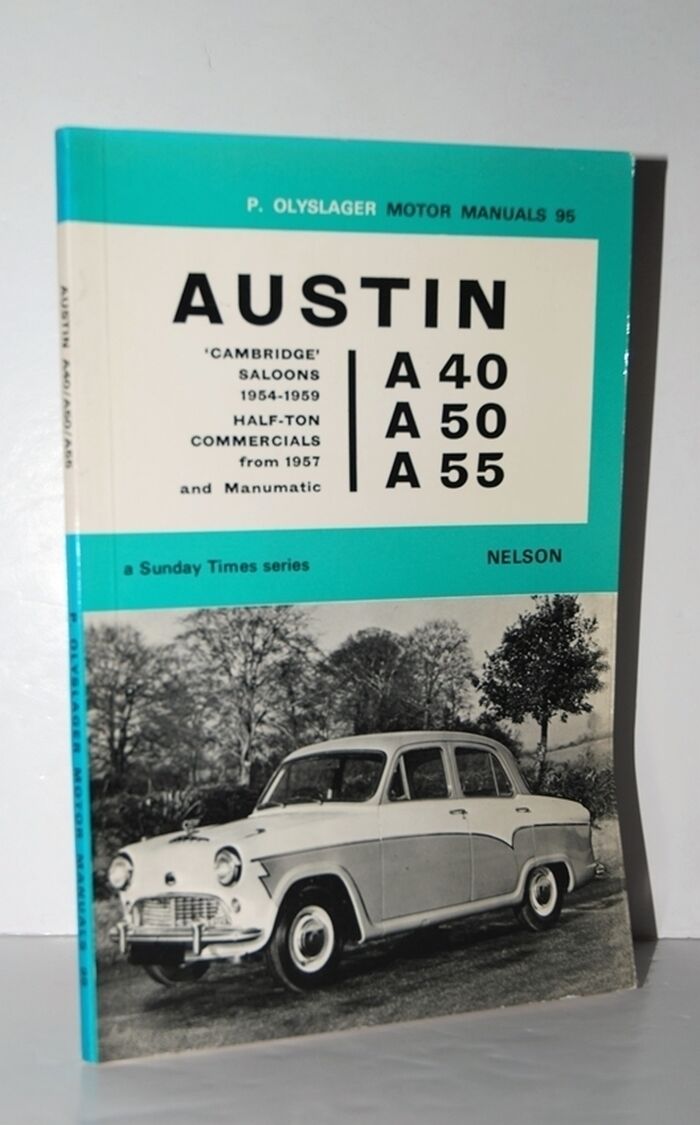 P. OLYSLAGER MOTOR MANUALS 95
AUSTIN
'CAMBRIDGE'
SALOONS
1954-1959
HALF-TON
COMMERCIALS
from 1957
and Manumatic
A 40
A 50
A 55
a Sunday Times series
NELSON
AUSTIN A40/A50/A55
P. OLYSLAGER MOTOR MANUALS 95